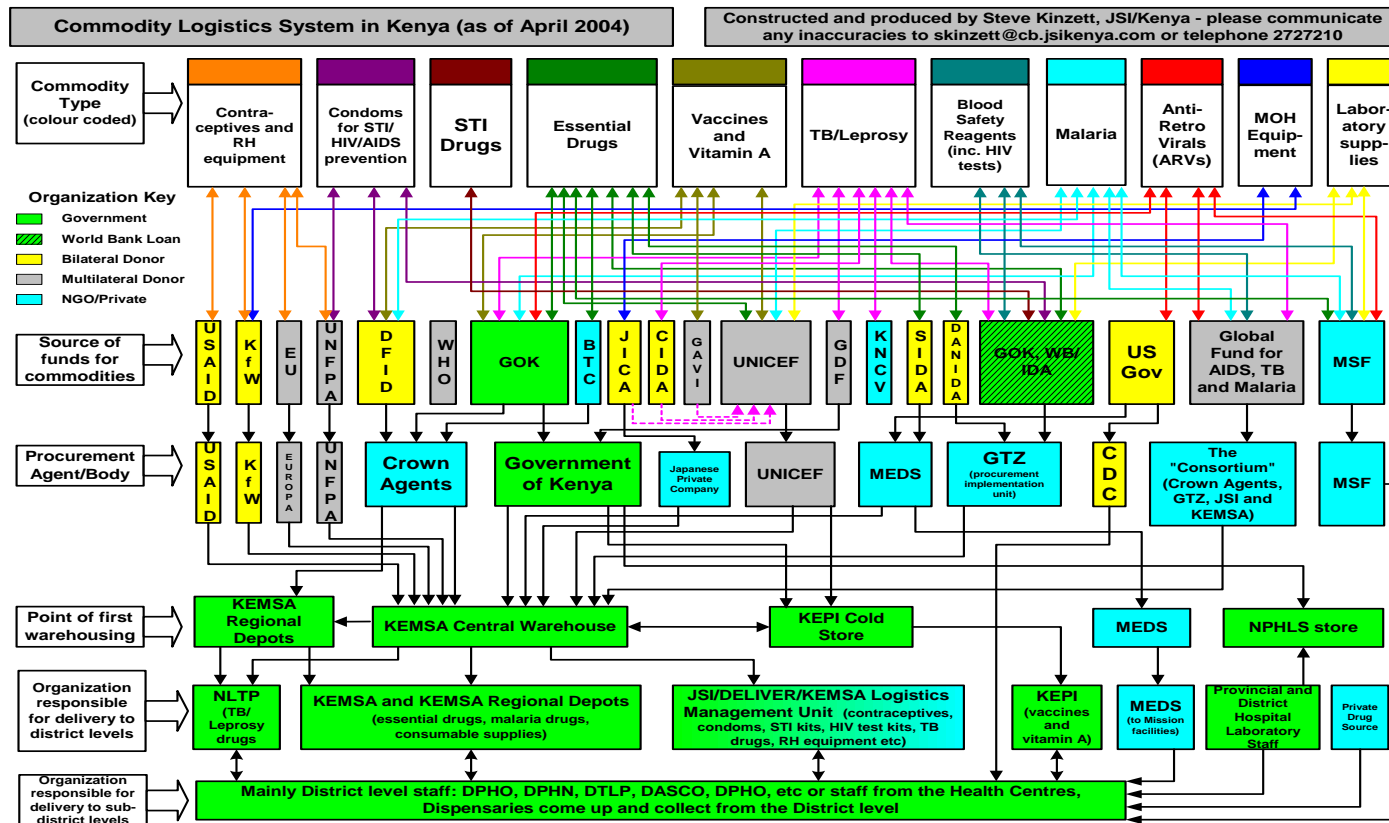 Commodity Logistics System in Kenya (as of April 2004)
Constructed and produced by Steve Kinzett, JSI/Kenya - please communicate
any inaccuracies to skinzett@cb.jsikenya.com or telephone 2727210
Commodity
Type
(colour coded)
Contra-
ceptives and
RH
equipment
Condoms
for STI/
HIV/AIDS
prevention
STI
Drugs
Essential
Drugs
Vaccines
and
Vitamin A
TB/Leprosy
Blood
Safety
Reagents
(inc. HIV
tests)
Malaria
Anti-
Retro
Virals
(ARVs)
MOH
Equip-
ment
Labor-
atory
supp-
lies
Organization Key
Government
World Bank Loan
Bilateral Donor
Multilateral Donor
NGO/Private
Source of
funds for
commodities
USAID
KfW
EU
UNFPA
DFID
WHO
GOK
BTC
JICA
CIDA
GAVI
UNICEF
GDF
KNCV
SIDA
DANIDA
GOK, WB/
IDA
US
Gov
Global
Fund for
AIDS, TB
and Malaria
MSF
Procurement
Agent/Body
USAID
KfW
EUROPA
UNFPA
Crown
Agents
Government
of Kenya
Japanese
Private
Company
UNICEF
MEDS
GTZ
(procurement
implementation
unit)
CDC
The
"Consortium"
(Crown Agents,
GTZ, JSI and
KEMSA)
MSF
Point of first
warehousing
KEMSA
Regional
Depots
KEMSA Central Warehouse
KEPI Cold
Store
MEDS
NPHLS store
Organization
responsible
for delivery to
district levels
NLTP
(TB/
Leprosy
drugs
KEMSA and KEMSA Regional Depots
(essential drugs, malaria drugs,
consumable supplies)
JSI/DELIVER/KEMSA Logistics
Management Unit (contraceptives,
condoms, STI kits, HIV test kits, TB
drugs, RH equipment etc)
KEPI
(vaccines
and
vitamin A)
MEDS
(to Mission
facilities)
Provincial and
District
Hospital
Laboratory
Staff
Private
Drug
Source
Organization
responsible for
delivery to sub-
district levels
Mainly District level staff: DPHO, DPHN, DTLP, DASCO, DPHO, etc or staff from the Health Centres,
Dispensaries come up and collect from the District level